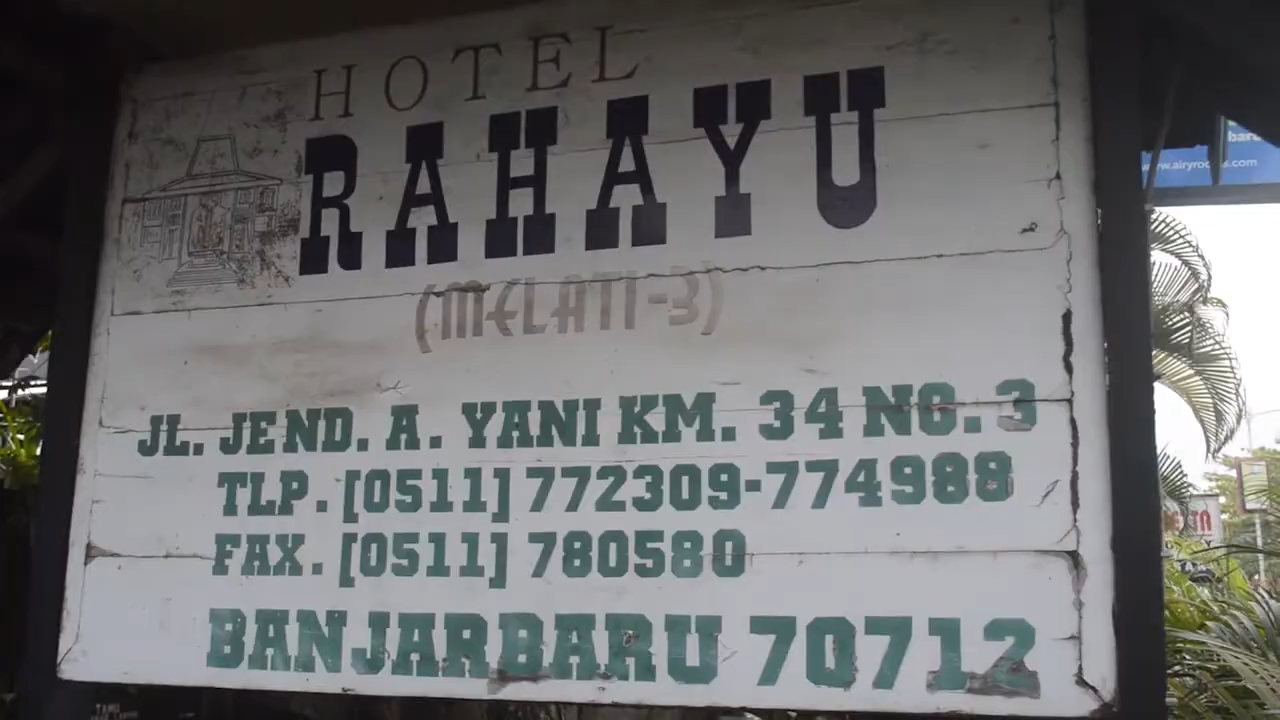 HOTEL
RAHAYU
(MELATI-3)
JL. JEND. A. YANI KM. 34 NO. 3
TLP. [0511] 772309-774988
FAX. [0511] 780580
BANJARBARU 70712